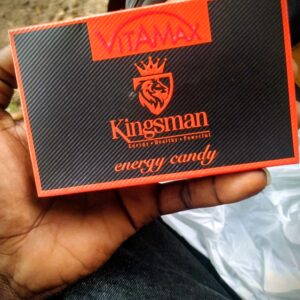 VITAMAX
Kingsman
Energy • Healthy • Powerful
energy candy